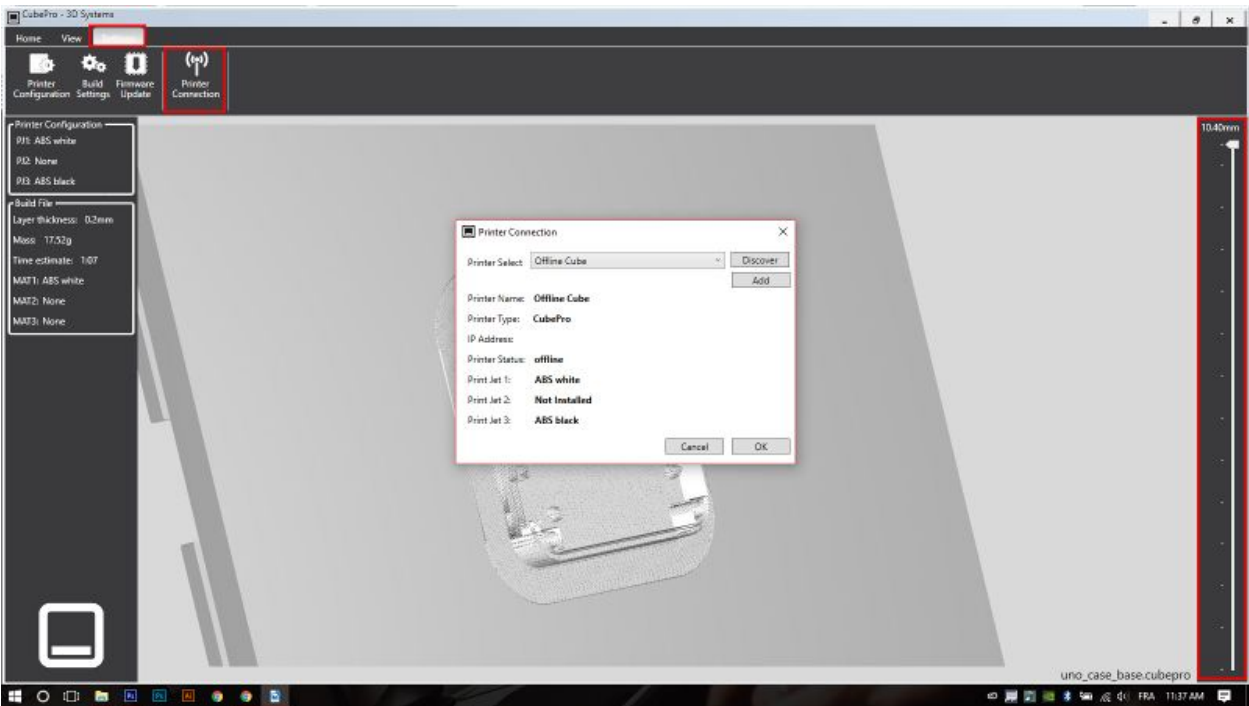 CubePro - 3D Systems
Home View
Printer Configuration
Build Settings
Firmware Update
Printer Connection
Printer Configuration
PJ1: ABS white
PJ2: None
PJ3: ABS black
Build File
Layer thickness: 0.2mm
Mass: 17.52g
Time estimate: 1:07
MAT1: ABS white
MAT2: None
MAT3: None
10.40mm
Printer Connection
Printer Select Offline Cube Discover
Add
Printer Name: Offline Cube
Printer Type: CubePro
IP Address:
Printer Status: offline
Print Jet 1: ABS white
Print Jet 2: Not Installed
Print Jet 3: ABS black
Cancel OK
uno_case_base.cubepro
Ps
Ai
FRA 11:37 AM